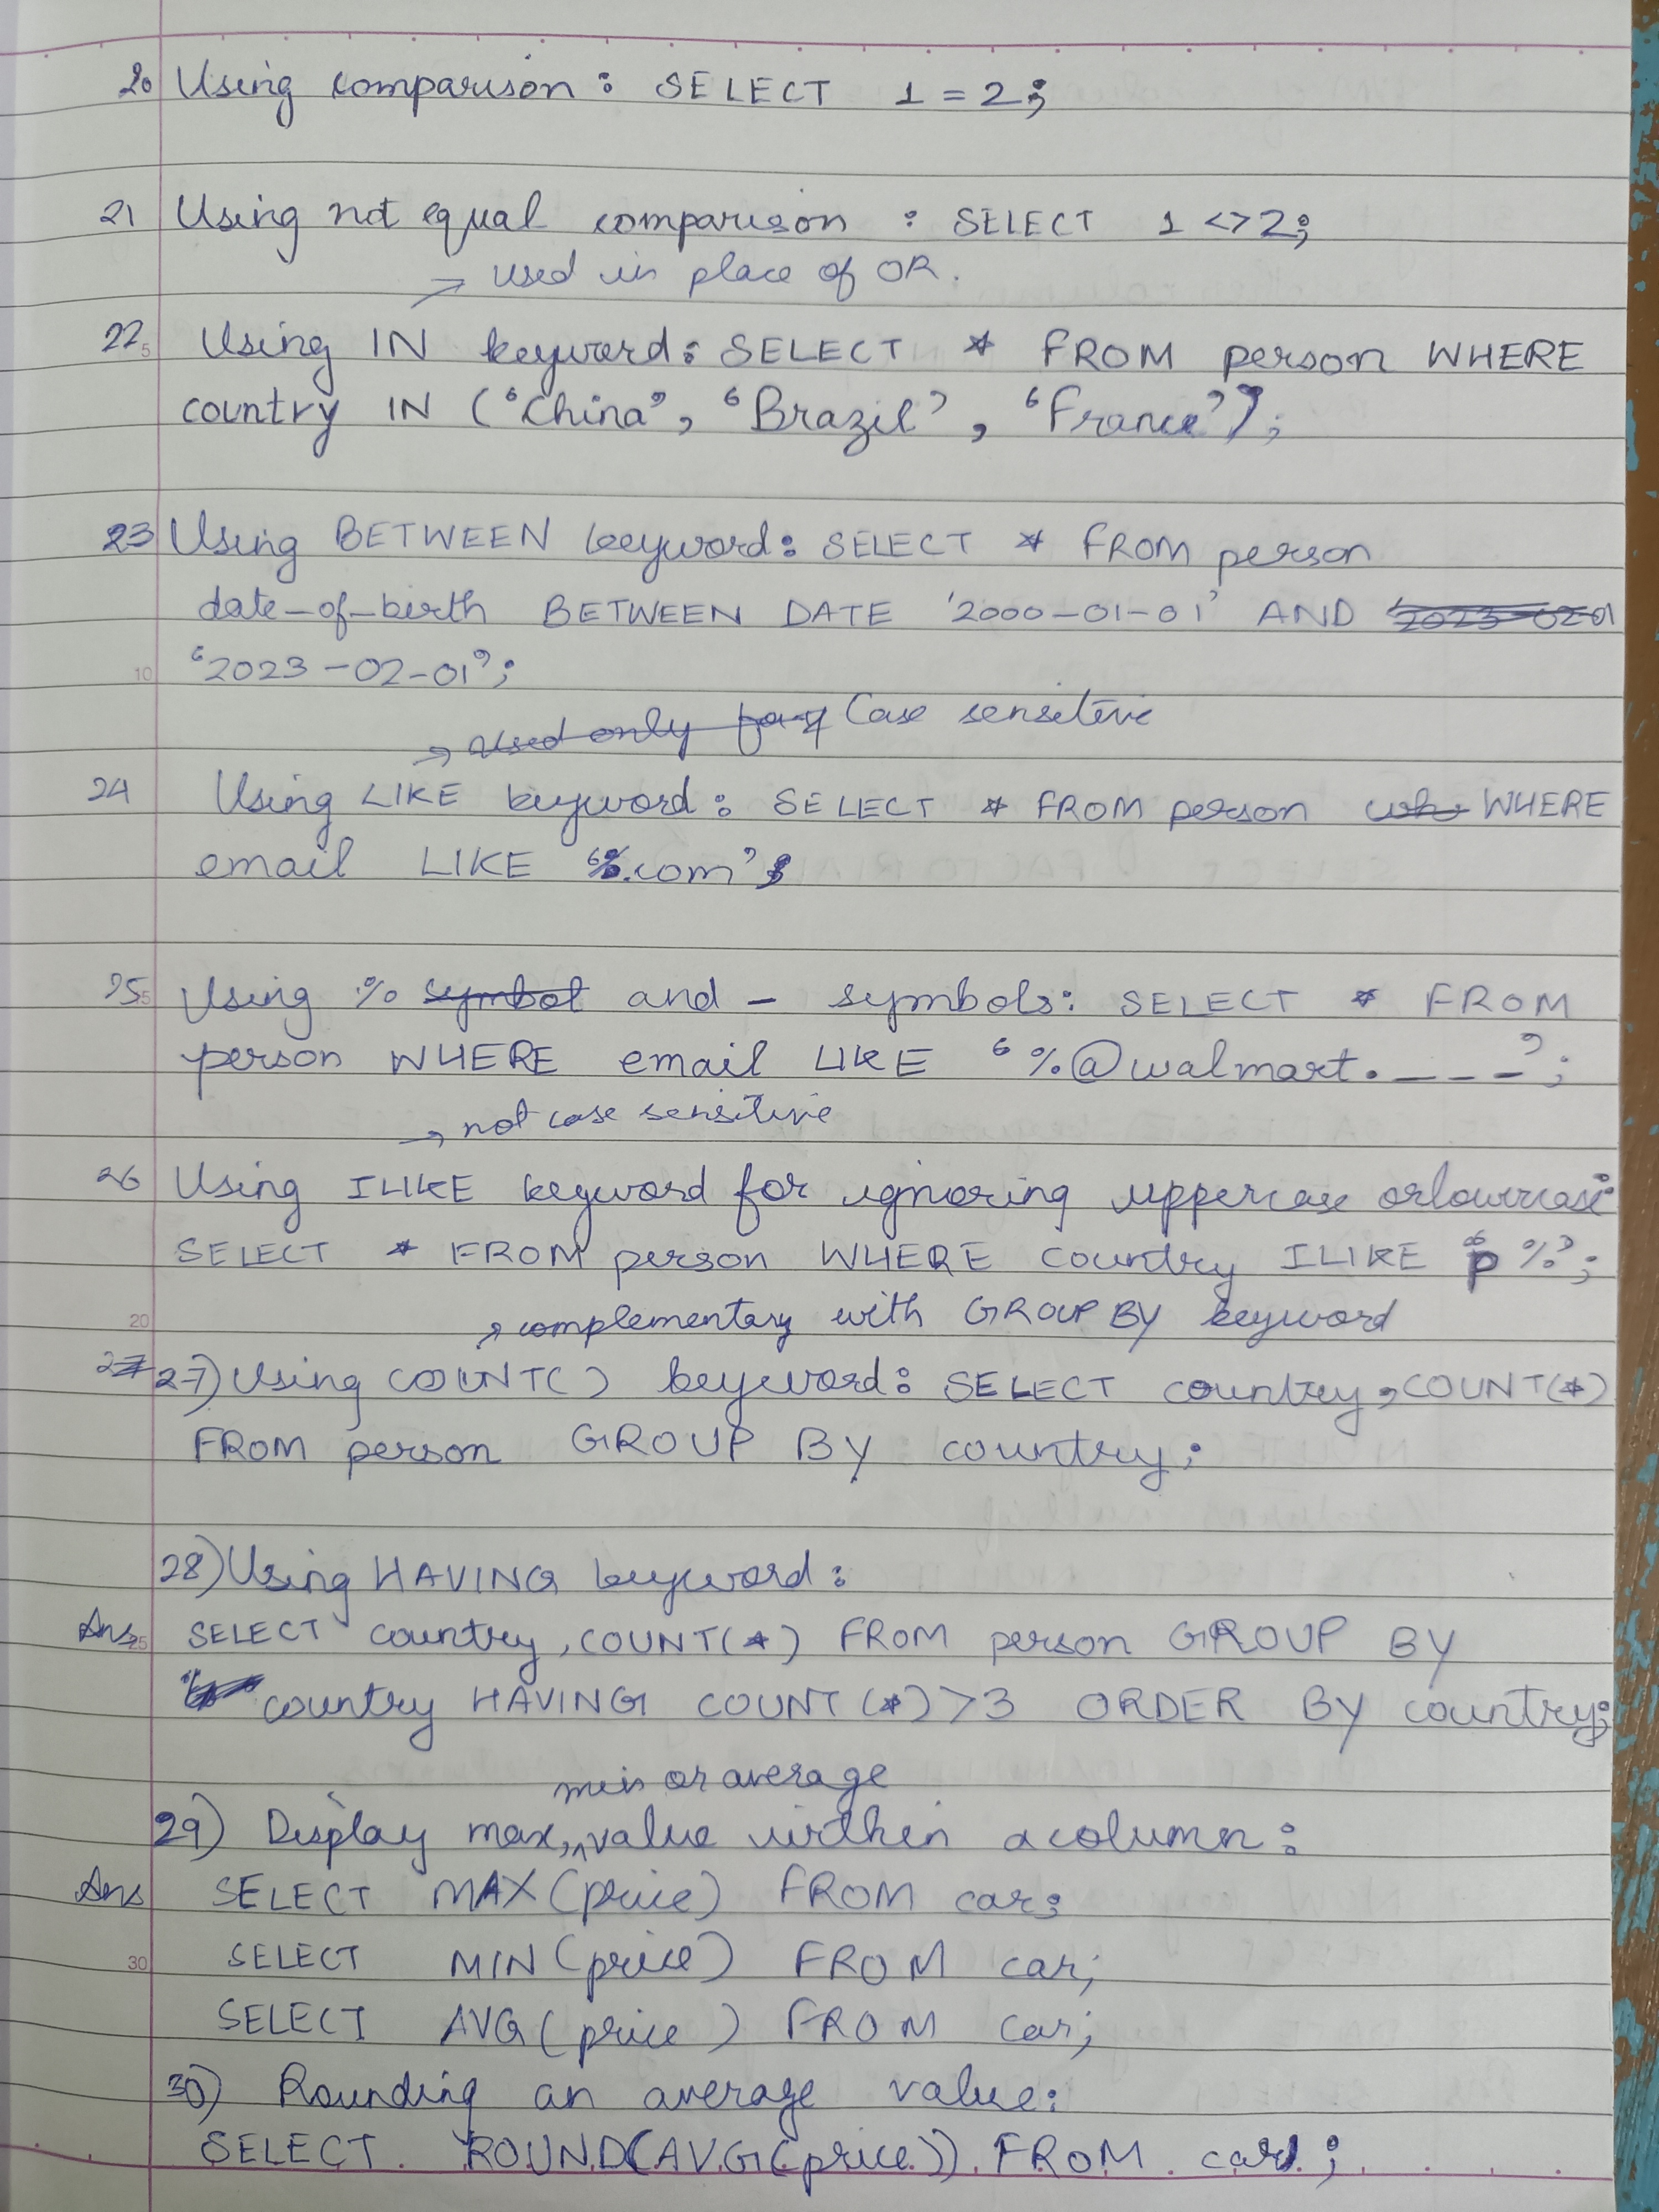 20 Using comparison: SELECT 1 = 2;
21 Using not equal comparison : SELECT 1 <> 2;
→ used in place of OR.
22 Using IN keyword: SELECT * FROM person WHERE
country IN ('China', 'Brazil', 'France');
23 Using BETWEEN keyword: SELECT * FROM person
date_of_birth BETWEEN DATE '2000-01-01' AND 2023-02-01
'2023-02-01';
→ used only for Case sensitive
24 Using LIKE keyword: SELECT * FROM person whe WHERE
email LIKE '%.com';
25 Using % symbol and _ symbols: SELECT * FROM
person WHERE email LIKE '%@walmart.___';
→ not case sensitive
26 Using ILIKE keyword for ignoring uppercase or lowercase:
SELECT * FROM person WHERE country ILIKE 'p%';
→ complementary with GROUP BY keyword
27 27) Using COUNT() keyword: SELECT country, COUNT(*)
FROM person GROUP BY country;
28) Using HAVING keyword:
Ans SELECT country, COUNT(*) FROM person GROUP BY
country HAVING COUNT(*)>3 ORDER BY country;
min or average
29) Display max, value within a column:
Ans SELECT MAX(price) FROM car;
SELECT MIN(price) FROM car;
SELECT AVG(price) FROM car;
30) Rounding an average value:
SELECT ROUND(AVG(price)) FROM car;